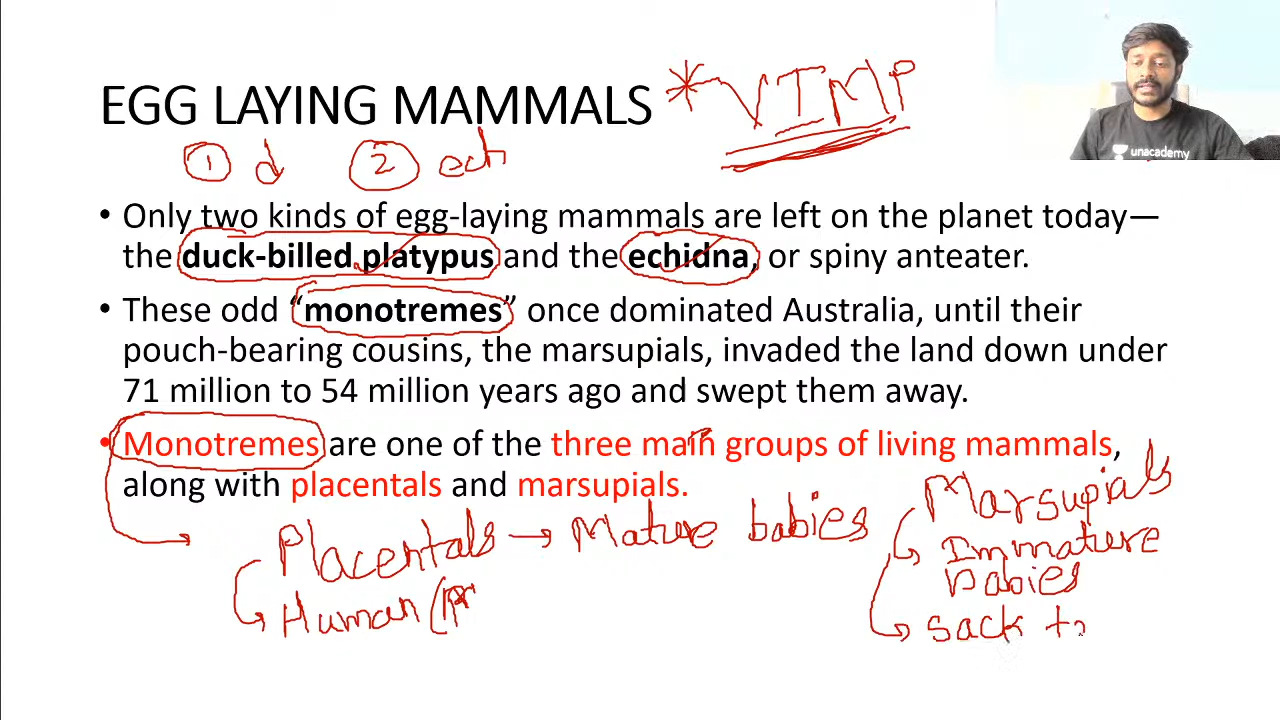 EGG LAYING MAMMALS * VIMP
unacademy
1 d 2 ech
• Only two kinds of egg-laying mammals are left on the planet today—
the duck-billed platypus and the echidna, or spiny anteater.
• These odd “monotremes” once dominated Australia, until their
pouch-bearing cousins, the marsupials, invaded the land down under
71 million to 54 million years ago and swept them away.
• Monotremes are one of the three main groups of living mammals,
along with placentals and marsupials.
Placentals → Mature babies
Human (
Marsupials
Immature
Babies
sack